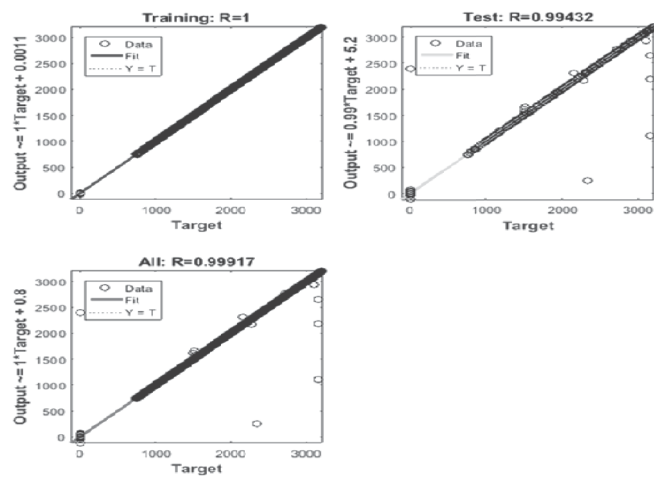 Training: R=1
Output ~= 1*Target + 0.0011
3000
2500
2000
1500
1000
500
0
Data
Fit
Y = T
0
1000
2000
3000
Target
Test: R=0.99432
Output ~= 0.99*Target + 5.2
3000
2500
2000
1500
1000
500
0
Data
Fit
Y = T
0
1000
2000
3000
Target
All: R=0.99917
Output ~= 1*Target + 0.8
3000
2500
2000
1500
1000
500
0
Data
Fit
Y = T
0
1000
2000
3000
Target